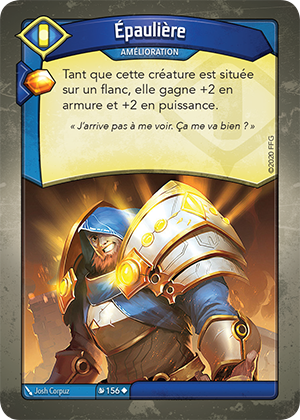 Épaulière
AMÉLIORATION
Tant que cette créature est située
sur un flanc, elle gagne +2 en
armure et +2 en puissance.
« J'arrive pas à me voir. Ça me va bien ? »
©2020 FFG
Josh Corpuz
156